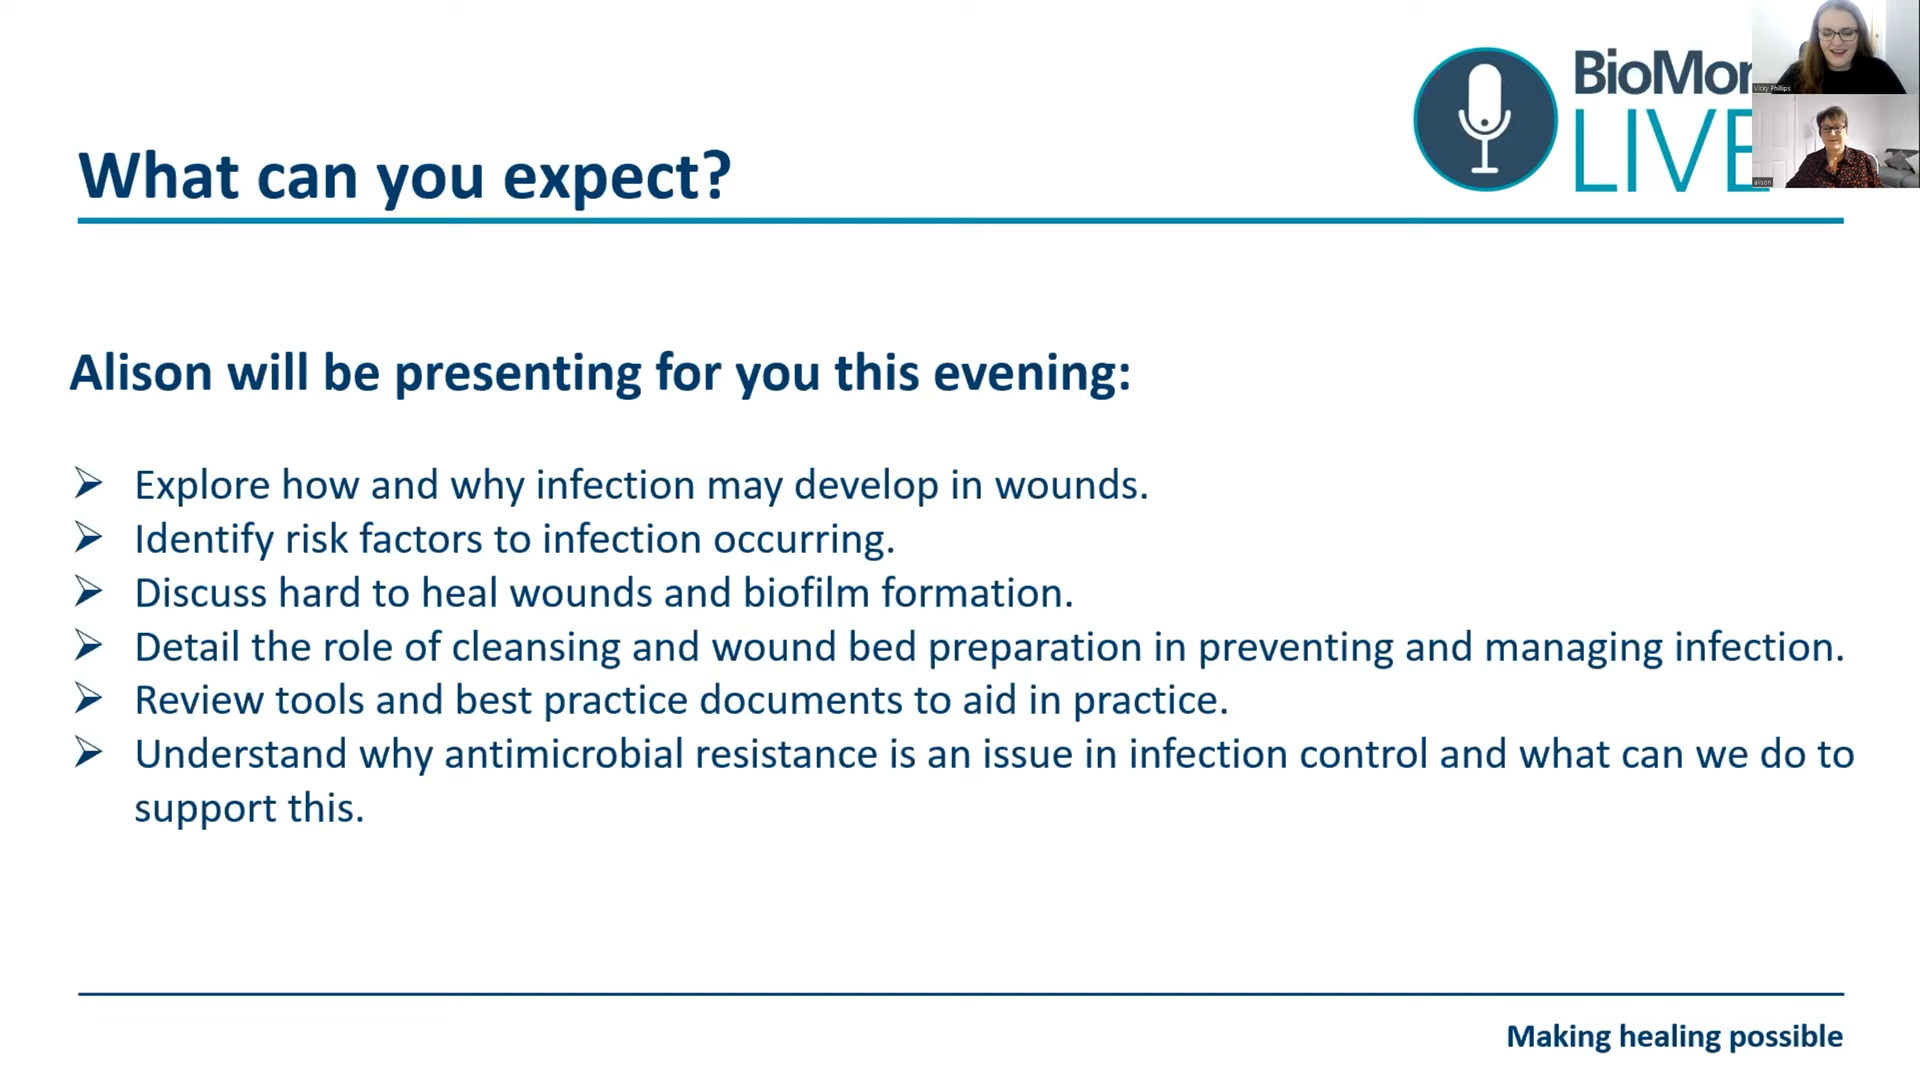 BioMon
LIVE
Vicky Phillips
alison
What can you expect?
Alison will be presenting for you this evening:
➢ Explore how and why infection may develop in wounds.
➢ Identify risk factors to infection occurring.
➢ Discuss hard to heal wounds and biofilm formation.
➢ Detail the role of cleansing and wound bed preparation in preventing and managing infection.
➢ Review tools and best practice documents to aid in practice.
➢ Understand why antimicrobial resistance is an issue in infection control and what can we do to
support this.
Making healing possible